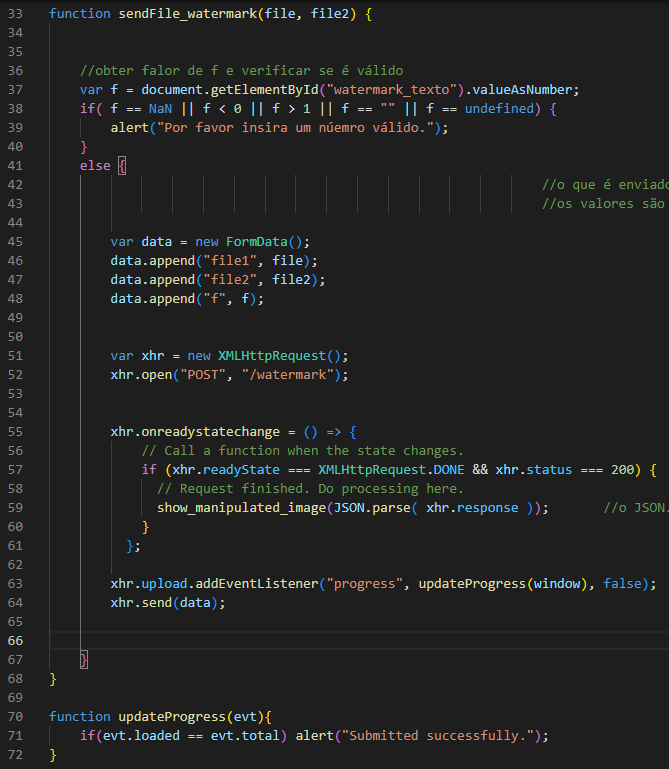 33 function sendFile_watermark(file, file2) {
34
35
36 //obter falor de f e verificar se é válido
37 var f = document.getElementById("watermark_texto").valueAsNumber;
38 if( f == NaN || f < 0 || f > 1 || f == "" || f == undefined) {
39 alert("Por favor insira um núemro válido.");
40 }
41 else {
42 //o que é enviado
43 //os valores são
44
45 var data = new FormData();
46 data.append("file1", file);
47 data.append("file2", file2);
48 data.append("f", f);
49
50
51 var xhr = new XMLHttpRequest();
52 xhr.open("POST", "/watermark");
53
54
55 xhr.onreadystatechange = () => {
56 // Call a function when the state changes.
57 if (xhr.readyState === XMLHttpRequest.DONE && xhr.status === 200) {
58 // Request finished. Do processing here.
59 show_manipulated_image(JSON.parse( xhr.response )); //o JSON.
60 }
61 };
62
63 xhr.upload.addEventListener("progress", updateProgress(window), false);
64 xhr.send(data);
65
66
67 }
68 }
69
70 function updateProgress(evt){
71 if(evt.loaded == evt.total) alert("Submitted successfully.");
72 }